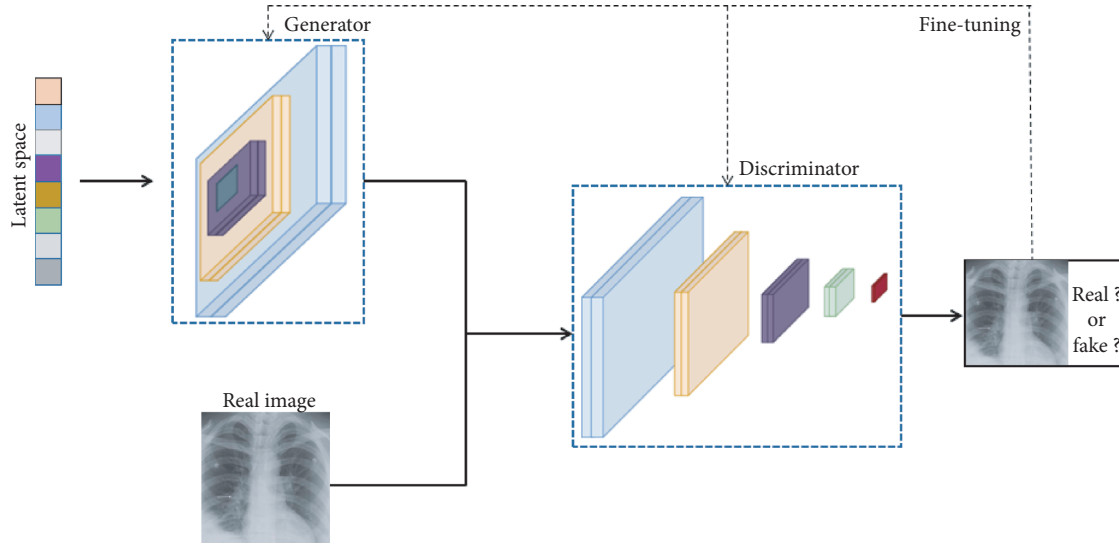 Generator
Fine-tuning
Latent space
Discriminator
Real image
Real ?
or
fake ?